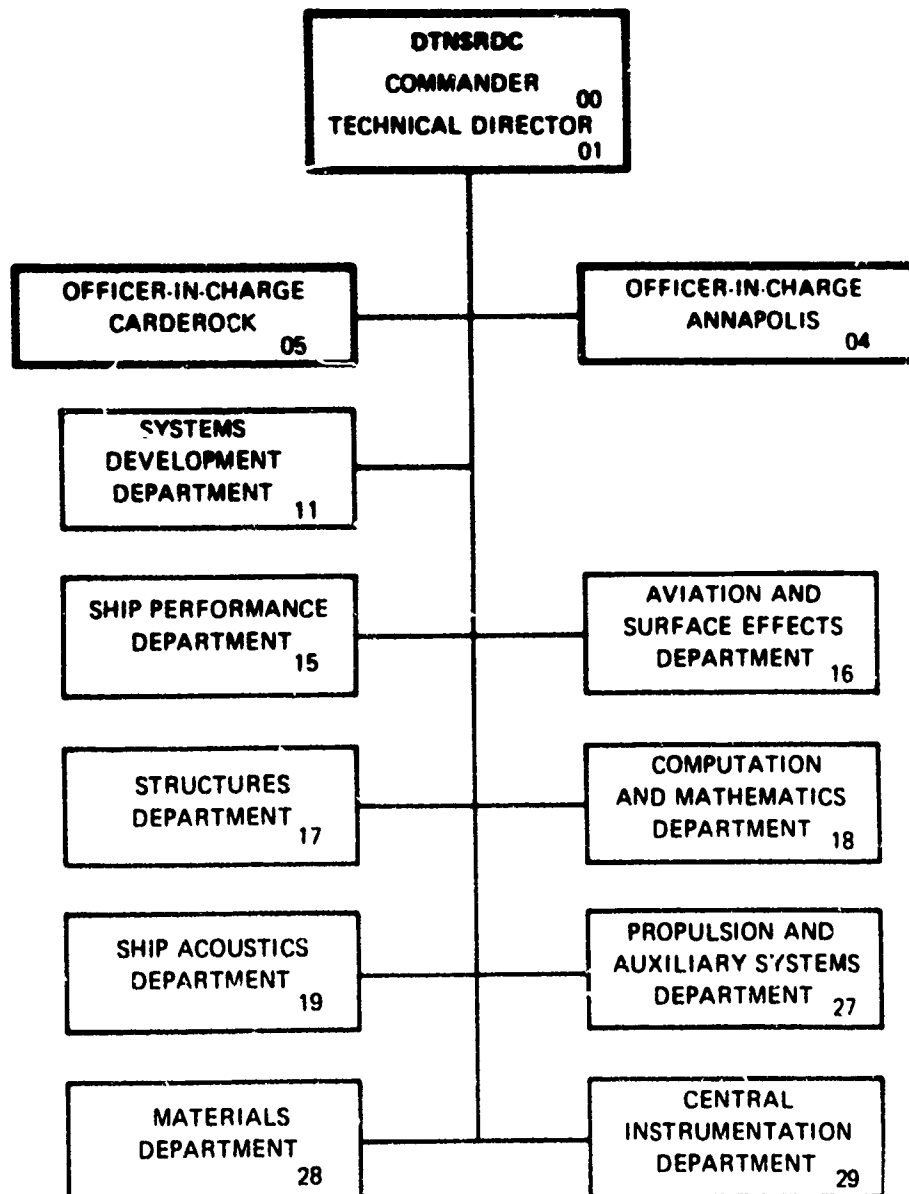 DTNSRDC
COMMANDER
00
TECHNICAL DIRECTOR
01
OFFICER-IN-CHARGE
CARDEROCK
05
OFFICER-IN-CHARGE
ANNAPOLIS
04
SYSTEMS
DEVELOPMENT
DEPARTMENT
11
SHIP PERFORMANCE
DEPARTMENT
15
AVIATION AND
SURFACE EFFECTS
DEPARTMENT
16
STRUCTURES
DEPARTMENT
17
COMPUTATION
AND MATHEMATICS
DEPARTMENT
18
SHIP ACOUSTICS
DEPARTMENT
19
PROPULSION AND
AUXILIARY SYSTEMS
DEPARTMENT
27
MATERIALS
DEPARTMENT
28
CENTRAL
INSTRUMENTATION
DEPARTMENT
29